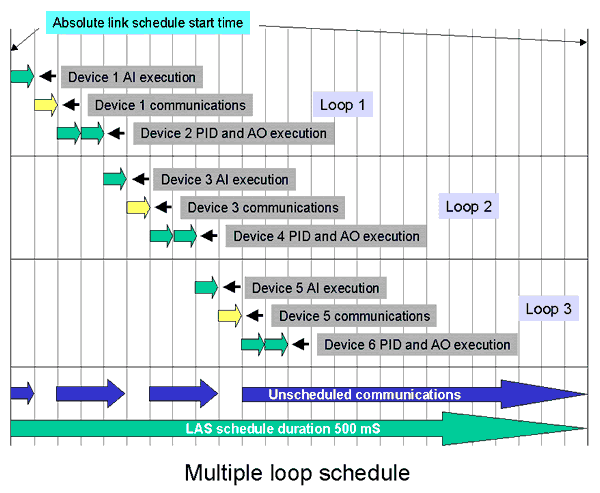 Absolute link schedule start time
Device 1 AI execution
Device 1 communications
Loop 1
Device 2 PID and AO execution
Device 3 AI execution
Device 3 communications
Loop 2
Device 4 PID and AO execution
Device 5 AI execution
Loop 3
Device 5 communications
Device 6 PID and AO execution
Unscheduled communications
LAS schedule duration 500 mS
Multiple loop schedule